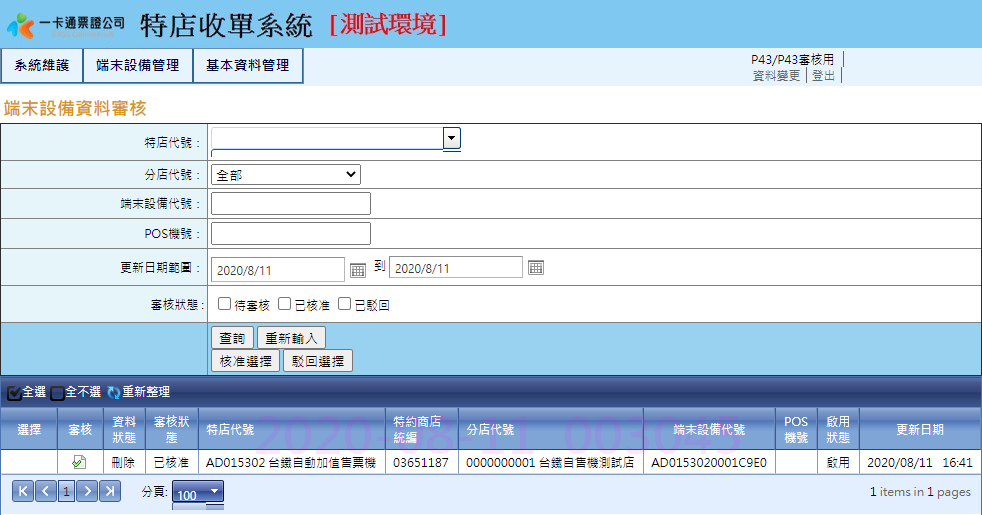 一卡通票證公司 特店收單系統 [測試環境]
系統維護 端末設備管理 基本資料管理
P43/P43審核用
資料變更 登出
端末設備資料審核
特店代號：
分店代號： 全部
端末設備代號：
POS機號：
更新日期範圍： 2020/8/11 到 2020/8/11
審核狀態： 待審核 已核准 已駁回
查詢 重新輸入
核准選擇 駁回選擇
全選 全不選 重新整理
選擇 審核 資料狀態 審核狀態 特店代號 特約商店統編 分店代號 端末設備代號 POS機號 啟用狀態 更新日期
2020-08-11 003045
刪除 已核准 AD015302 台鐵自動加值售票機 03651187 0000000001 台鐵自售機測試店 AD0153020001C9E0 啟用 2020/08/11 16:41
1 分頁: 100 1 items in 1 pages